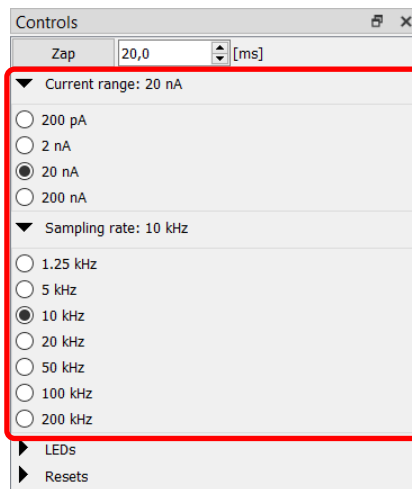 Controls
Zap 20,0 [ms]
Current range: 20 nA
200 pA
2 nA
20 nA
200 nA
Sampling rate: 10 kHz
1.25 kHz
5 kHz
10 kHz
20 kHz
50 kHz
100 kHz
200 kHz
LEDs
Resets